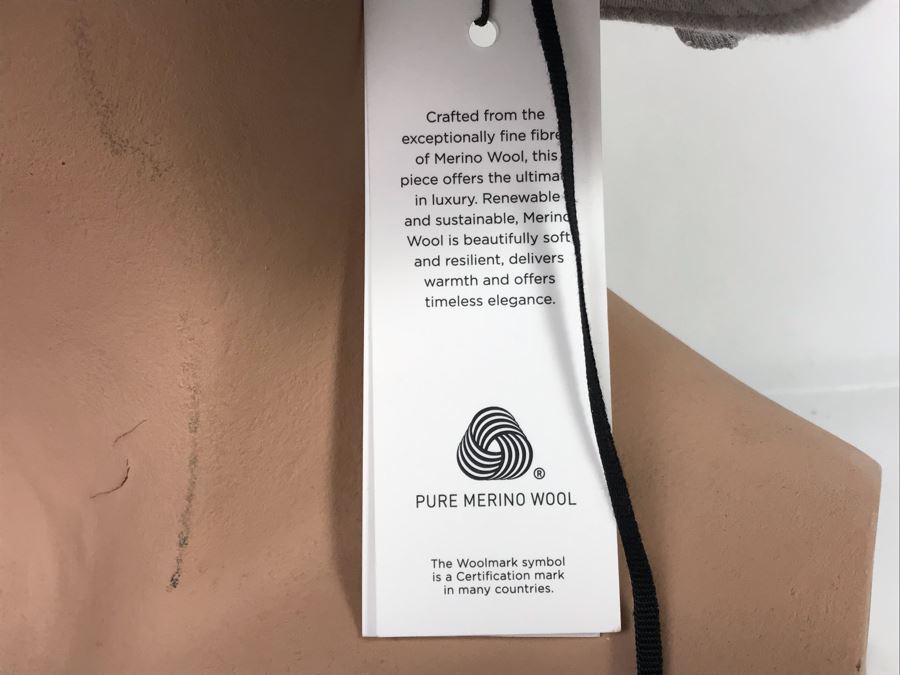 Crafted from the
exceptionally fine fibre
of Merino Wool, this
piece offers the
in luxury. Renewable
and sustainable, Merino
Wool is beautifully soft
and resilient, delivers
warmth and offers
timeless elegance.
®
PURE MERINO WOOL
The Woolmark symbol
is a Certification mark
in many countries.